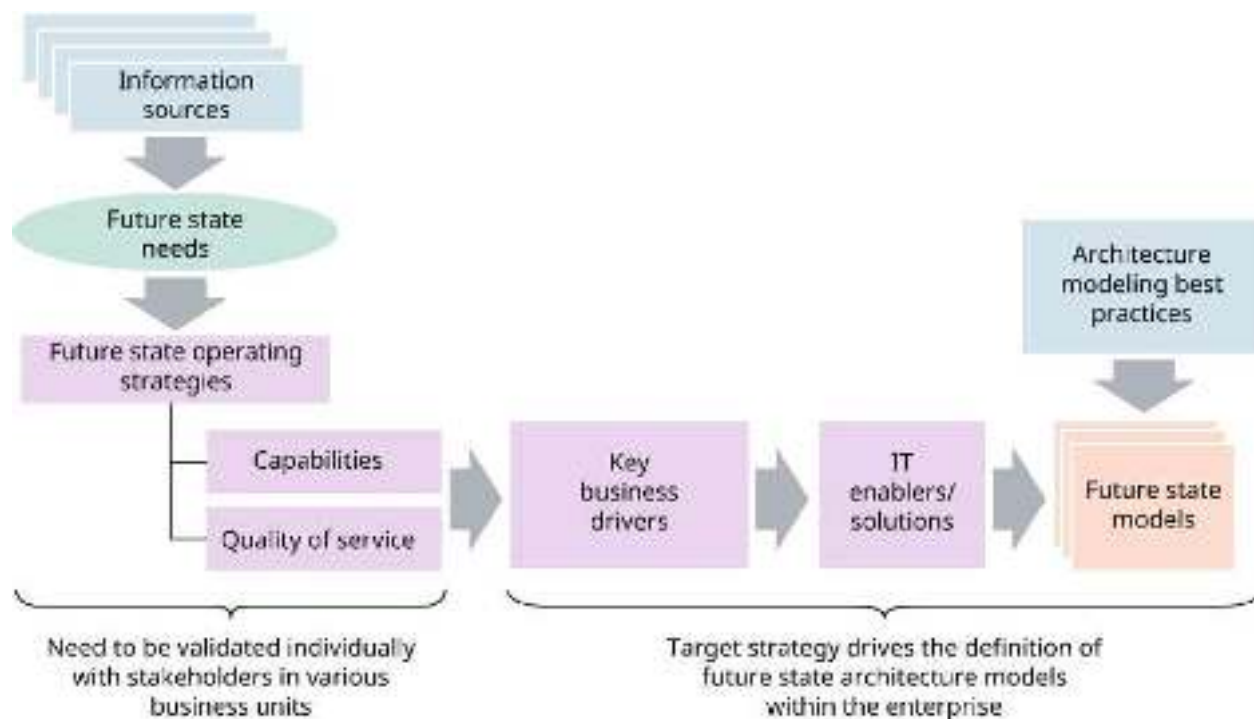 Information
sources
Future state
needs
Future state operating
strategies
Capabilities
Quality of service
Key
business
drivers
IT
enablers/
solutions
Architecture
modeling best
practices
Future state
models
Need to be validated individually
with stakeholders in various
business units
Target strategy drives the definition of
future state architecture models
within the enterprise